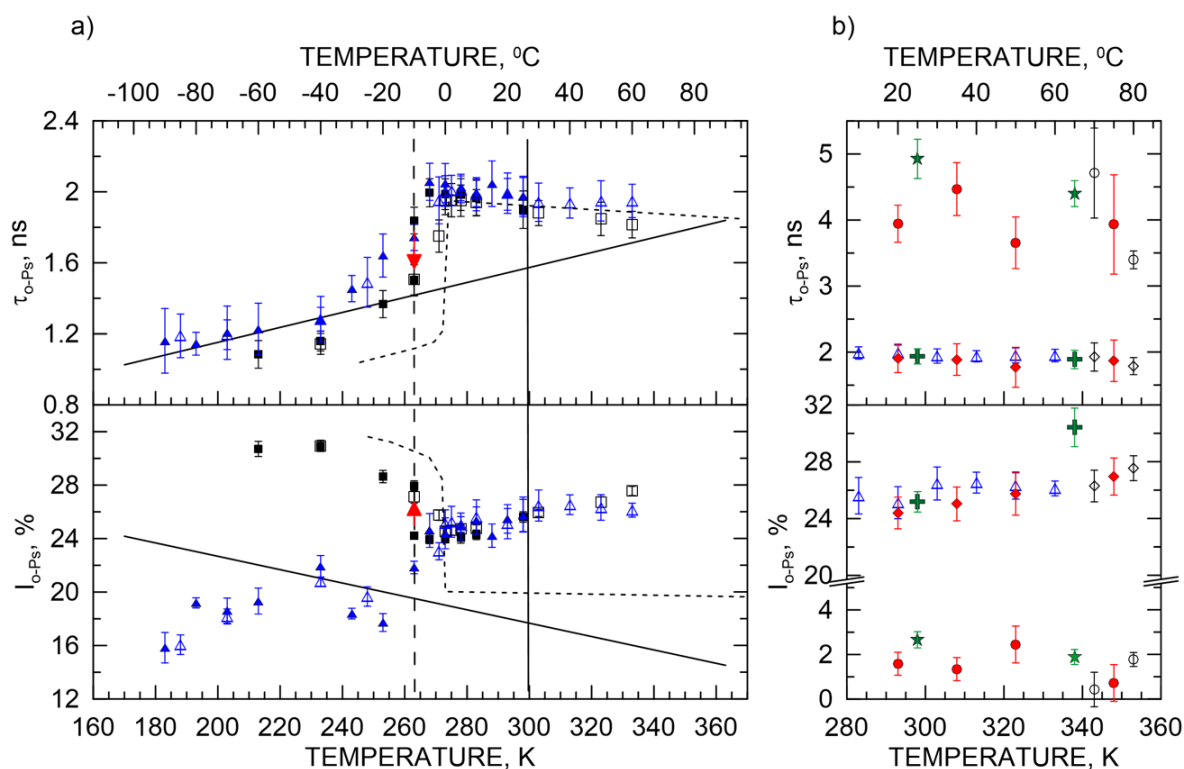 a)
b)
TEMPERATURE, ⁰C
TEMPERATURE, ⁰C
-100 -80 -60 -40 -20 0 20 40 60 80
20 40 60 80
2.4
2.0
1.6
1.2
0.8
τo-Ps, ns
5
4
3
2
τo-Ps, ns
32
28
24
20
16
12
Io-Ps, %
32
28
26
24
22
20
4
2
0
Io-Ps, %
160 180 200 220 240 260 280 300 320 340 360
TEMPERATURE, K
280 300 320 340 360
TEMPERATURE, K